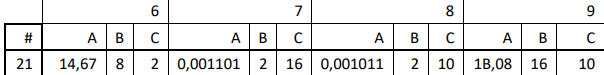 6 7 8 9
# A B C A B C A B C A B C
21 14,67 8 2 0,001101 2 16 0,001011 2 10 1B,08 16 10